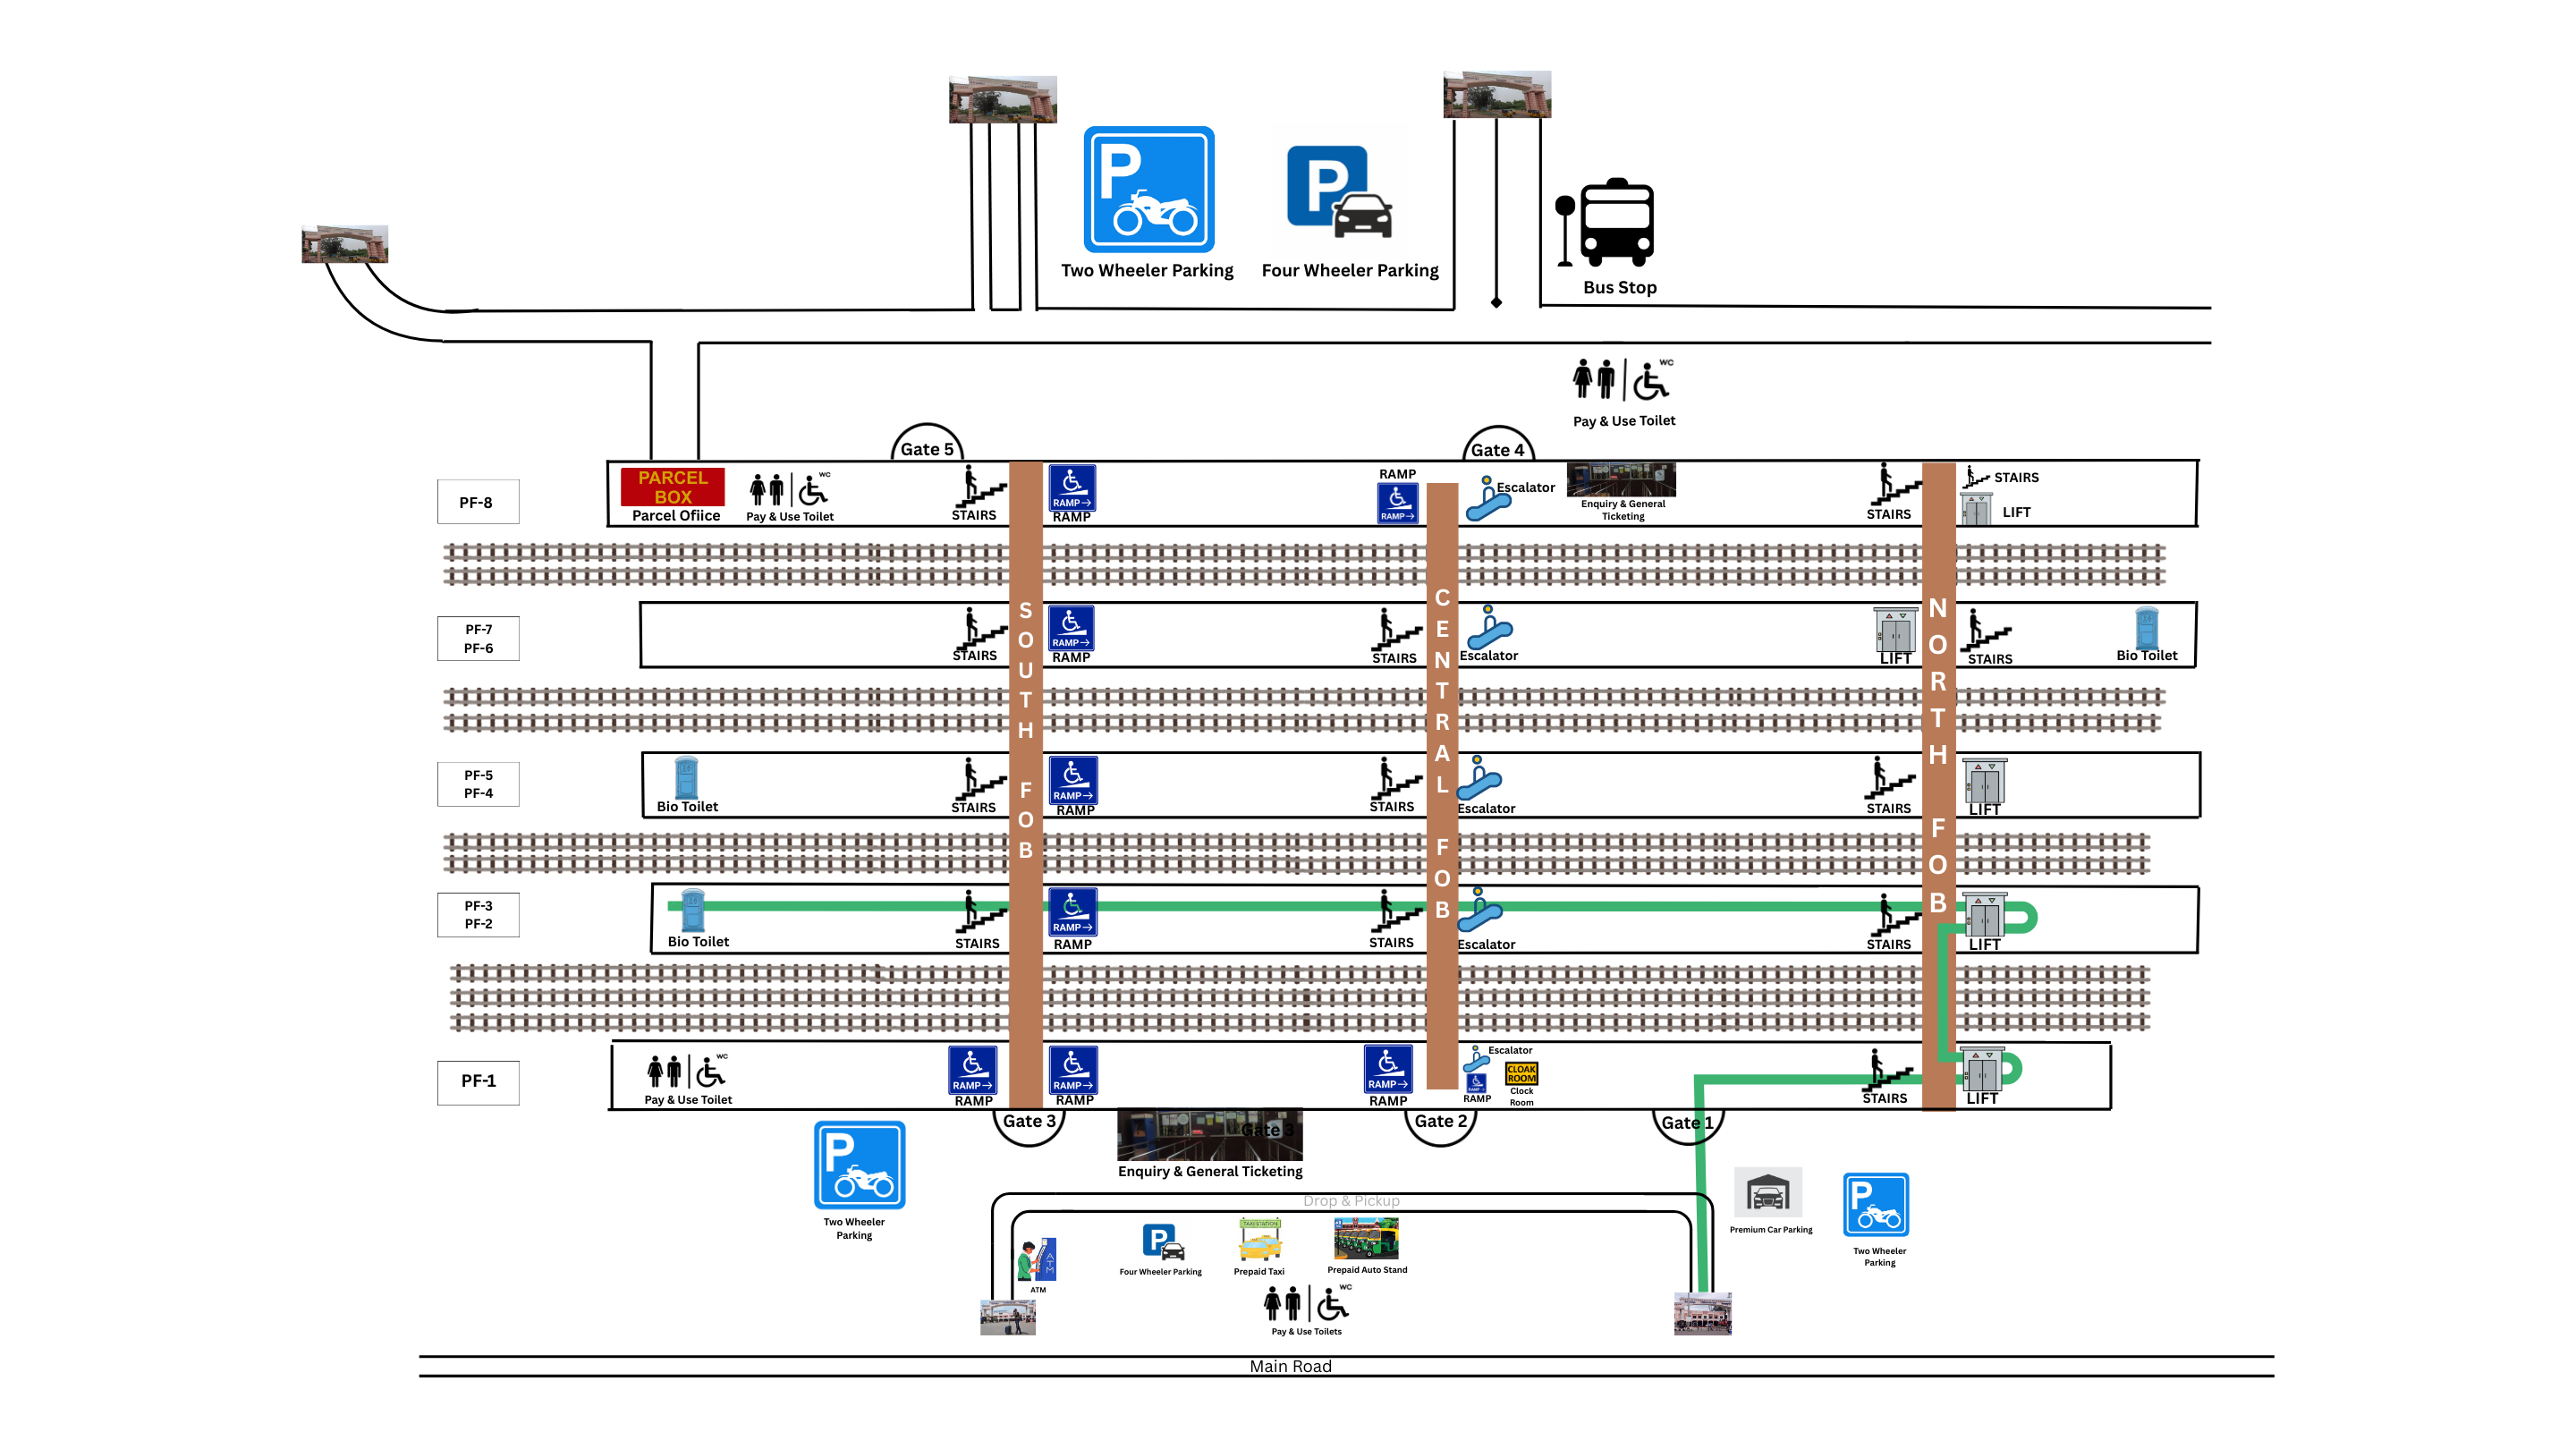 Two Wheeler Parking
Four Wheeler Parking
Bus Stop
WC
Pay & Use Toilet
Gate 5
Gate 4
PF-8
PARCEL
BOX
Parcel Ofiice
WC
Pay & Use Toilet
STAIRS
RAMP→
RAMP
RAMP
RAMP→
Escalator
Enquiry & General
Ticketing
STAIRS
STAIRS
LIFT
PF-7
PF-6
STAIRS
RAMP→
RAMP
STAIRS
Escalator
LIFT
STAIRS
Bio Toilet
SOUTH FOB
CENTRAL FOB
NORTH FOB
PF-5
PF-4
Bio Toilet
STAIRS
RAMP→
RAMP
STAIRS
Escalator
STAIRS
LIFT
PF-3
PF-2
Bio Toilet
STAIRS
RAMP→
RAMP
STAIRS
Escalator
STAIRS
LIFT
PF-1
WC
Pay & Use Toilet
RAMP→
RAMP
RAMP→
RAMP
RAMP→
RAMP
Escalator
RAMP
CLOAK
ROOM
Clock
Room
STAIRS
LIFT
Gate 3
Gate 3
Gate 2
Gate 1
Enquiry & General Ticketing
Two Wheeler
Parking
Drop & Pickup
ATM
ATM
Four Wheeler Parking
TAXI STATION
Prepaid Taxi
Prepaid Auto Stand
WC
Pay & Use Toilets
Premium Car Parking
Two Wheeler
Parking
Main Road